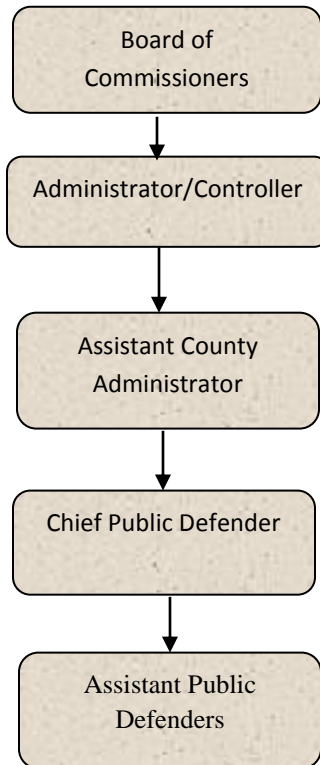 Board of
Commissioners
Administrator/Controller
Assistant County
Administrator
Chief Public Defender
Assistant Public
Defenders